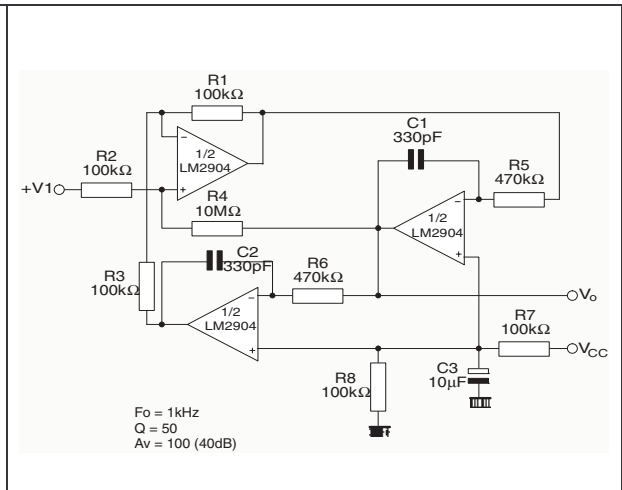 R1
100kΩ
C1
330pF
R2
100kΩ
1/2
LM2904
R5
470kΩ
+V1
R4
10MΩ
1/2
LM2904
C2
330pF
R6
470kΩ
R3
100kΩ
1/2
LM2904
Vo
R7
100kΩ
VCC
R8
100kΩ
C3
10μF
Fo = 1kHz
Q = 50
Av = 100 (40dB)
- 
+
-
+
-
+